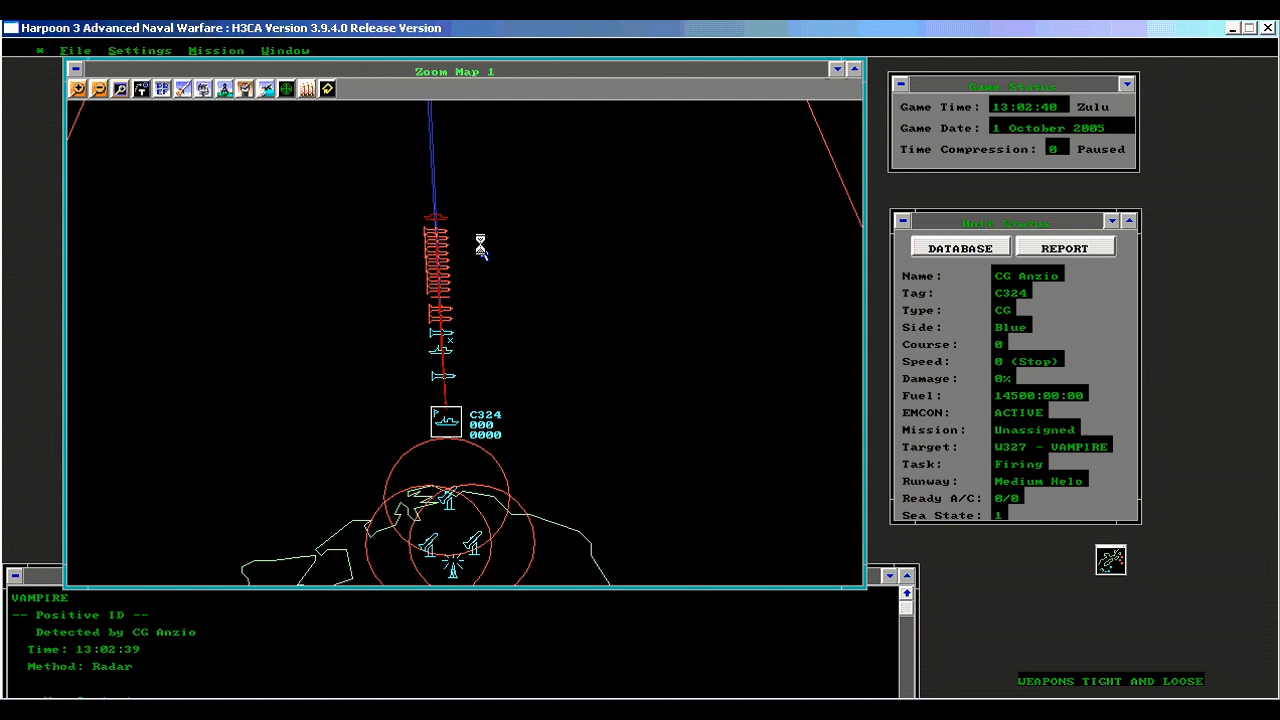 Harpoon 3 Advanced Naval Warfare : H3CA Version 3.9.4.0 Release Version
* File Settings Mission Window
Zoom Map 1
C324
000
0000
Game Status
Game Time: 13:02:40 Zulu
Game Date: 1 October 2005
Time Compression: 0 Paused
Unit Status
DATABASE REPORT
Name: CG Anzio
Tag: C324
Type: CG
Side: Blue
Course: 0
Speed: 0 (Stop)
Damage: 0%
Fuel: 14500:00:00
EMCON: ACTIVE
Mission: Unassigned
Target: W327 - VAMPIRE
Task: Firing
Runway: Medium Helo
Ready A/C: 0/0
Sea State: 1
VAMPIRE
-- Positive ID --
Detected by CG Anzio
Time: 13:02:39
Method: Radar
WEAPONS TIGHT AND LOOSE